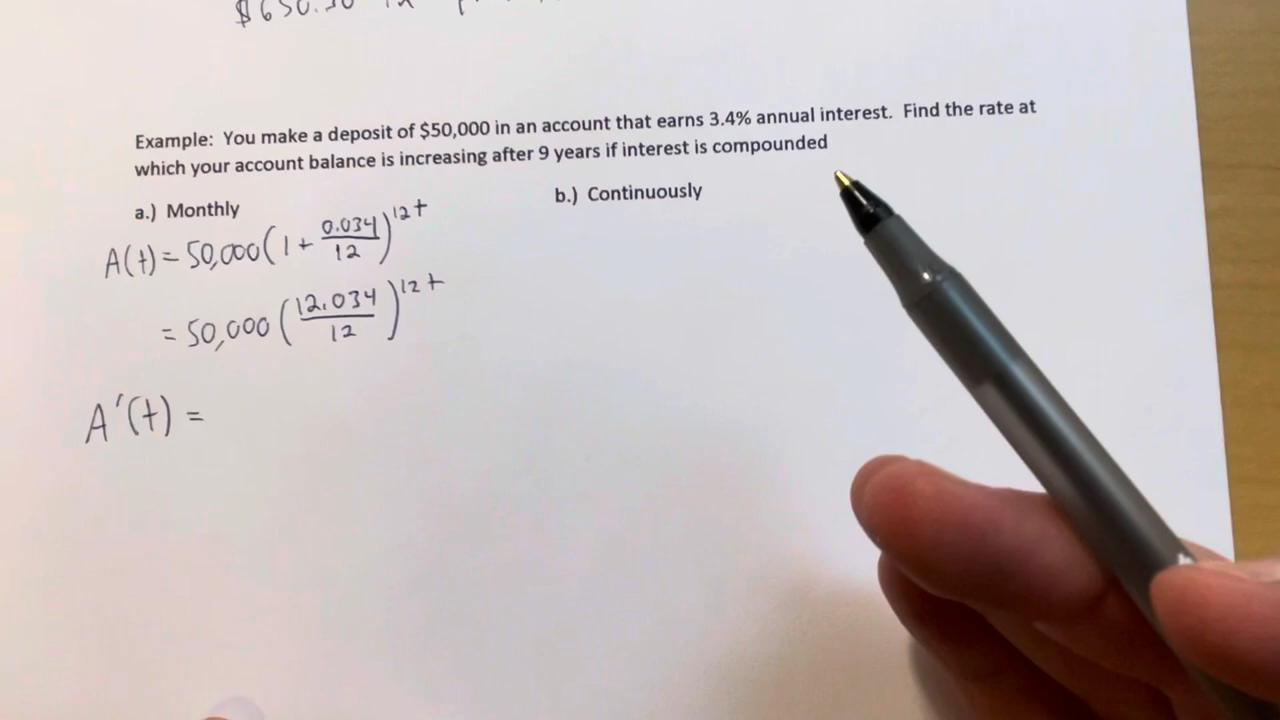 $650.50
Example: You make a deposit of $50,000 in an account that earns 3.4% annual interest. Find the rate at
which your account balance is increasing after 9 years if interest is compounded
a.) Monthly
A(t) = 50,000(1 + 0.034/12)^12t
= 50,000 (12.034/12)^12t
A'(t) =
b.) Continuously